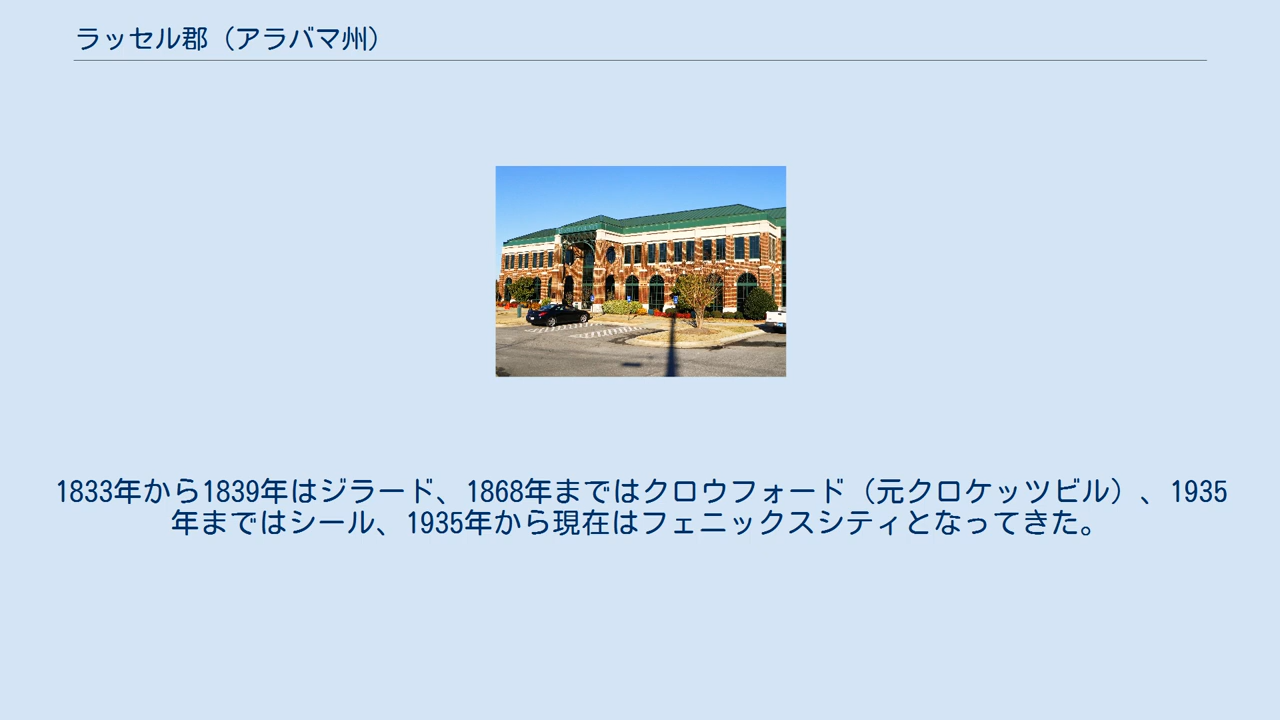 ラッセル郡（アラバマ州）
1833年から1839年はジラード、1868年まではクロウフォード（元クロケッツビル）、1935
年まではシール、1935年から現在はフェニックスシティとなってきた。